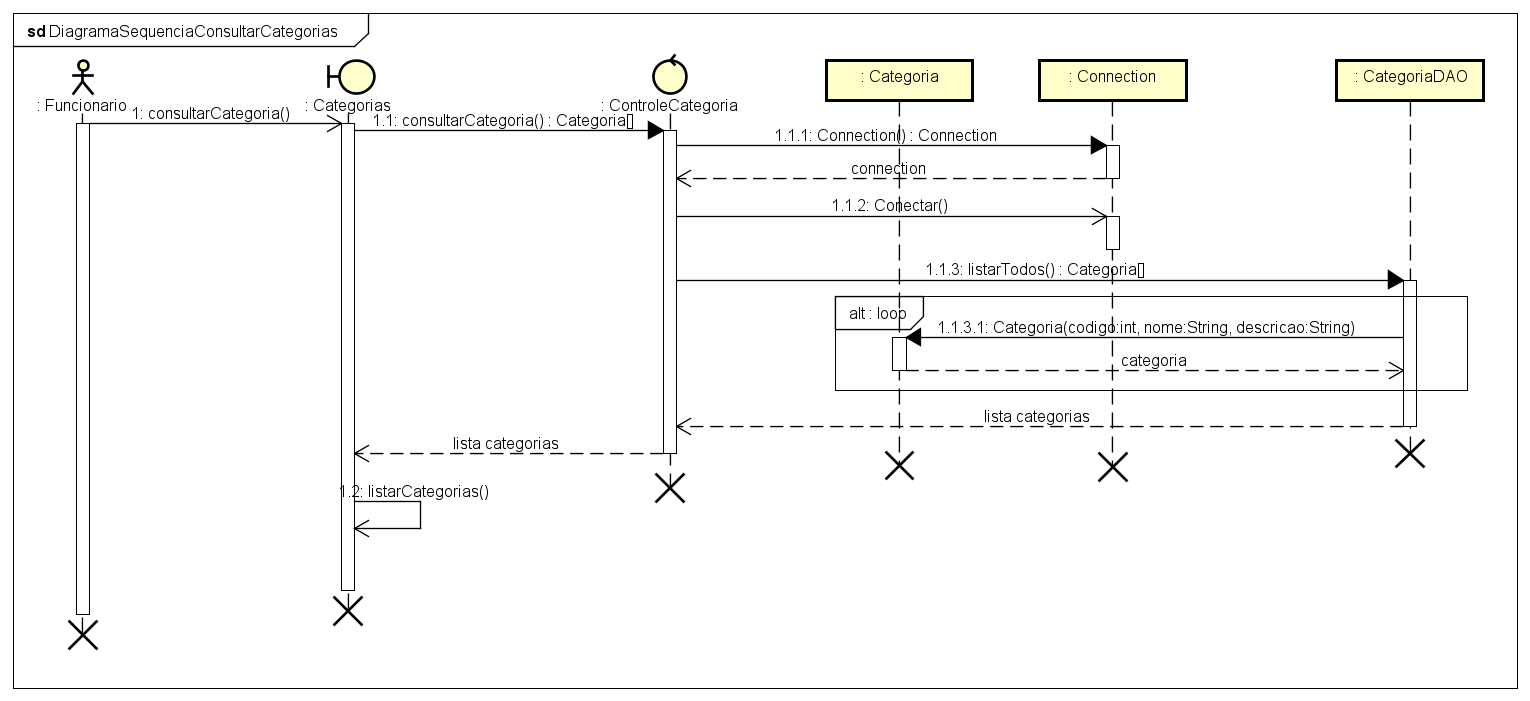 sd DiagramaSequenciaConsultarCategorias
: Funcionario
: Categorias
: ControleCategoria
: Categoria
: Connection
: CategoriaDAO
1: consultarCategoria()
1.1: consultarCategoria() : Categoria[]
1.1.1: Connection() : Connection
connection
1.1.2: Conectar()
1.1.3: listarTodos() : Categoria[]
alt : loop
1.1.3.1: Categoria(codigo:int, nome:String, descricao:String)
categoria
lista categorias
lista categorias
1.2: listarCategorias()